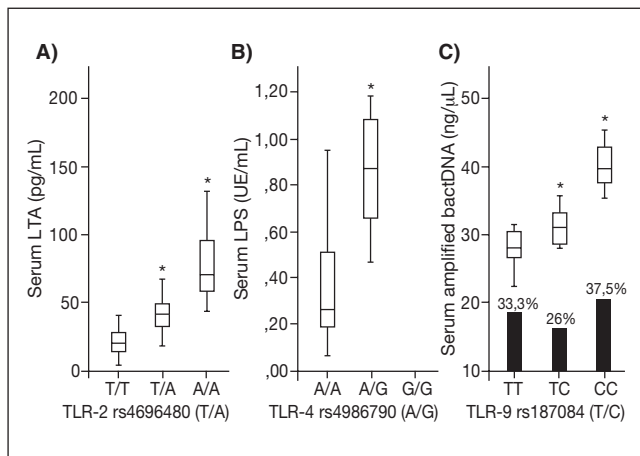 A)
Serum LTA (pg/mL)
200
150
100
50
0
*
*
T/T T/A A/A
TLR-2 rs4696480 (T/A)
B)
Serum LPS (UE/mL)
1,20
1,00
,80
,60
,40
,20
,00
*
A/A A/G G/G
TLR-4 rs4986790 (A/G)
C)
Serum amplified bactDNA (ng/μL)
50
40
30
20
10
*
*
33,3%
26%
37,5%
TT TC CC
TLR-9 rs187084 (T/C)